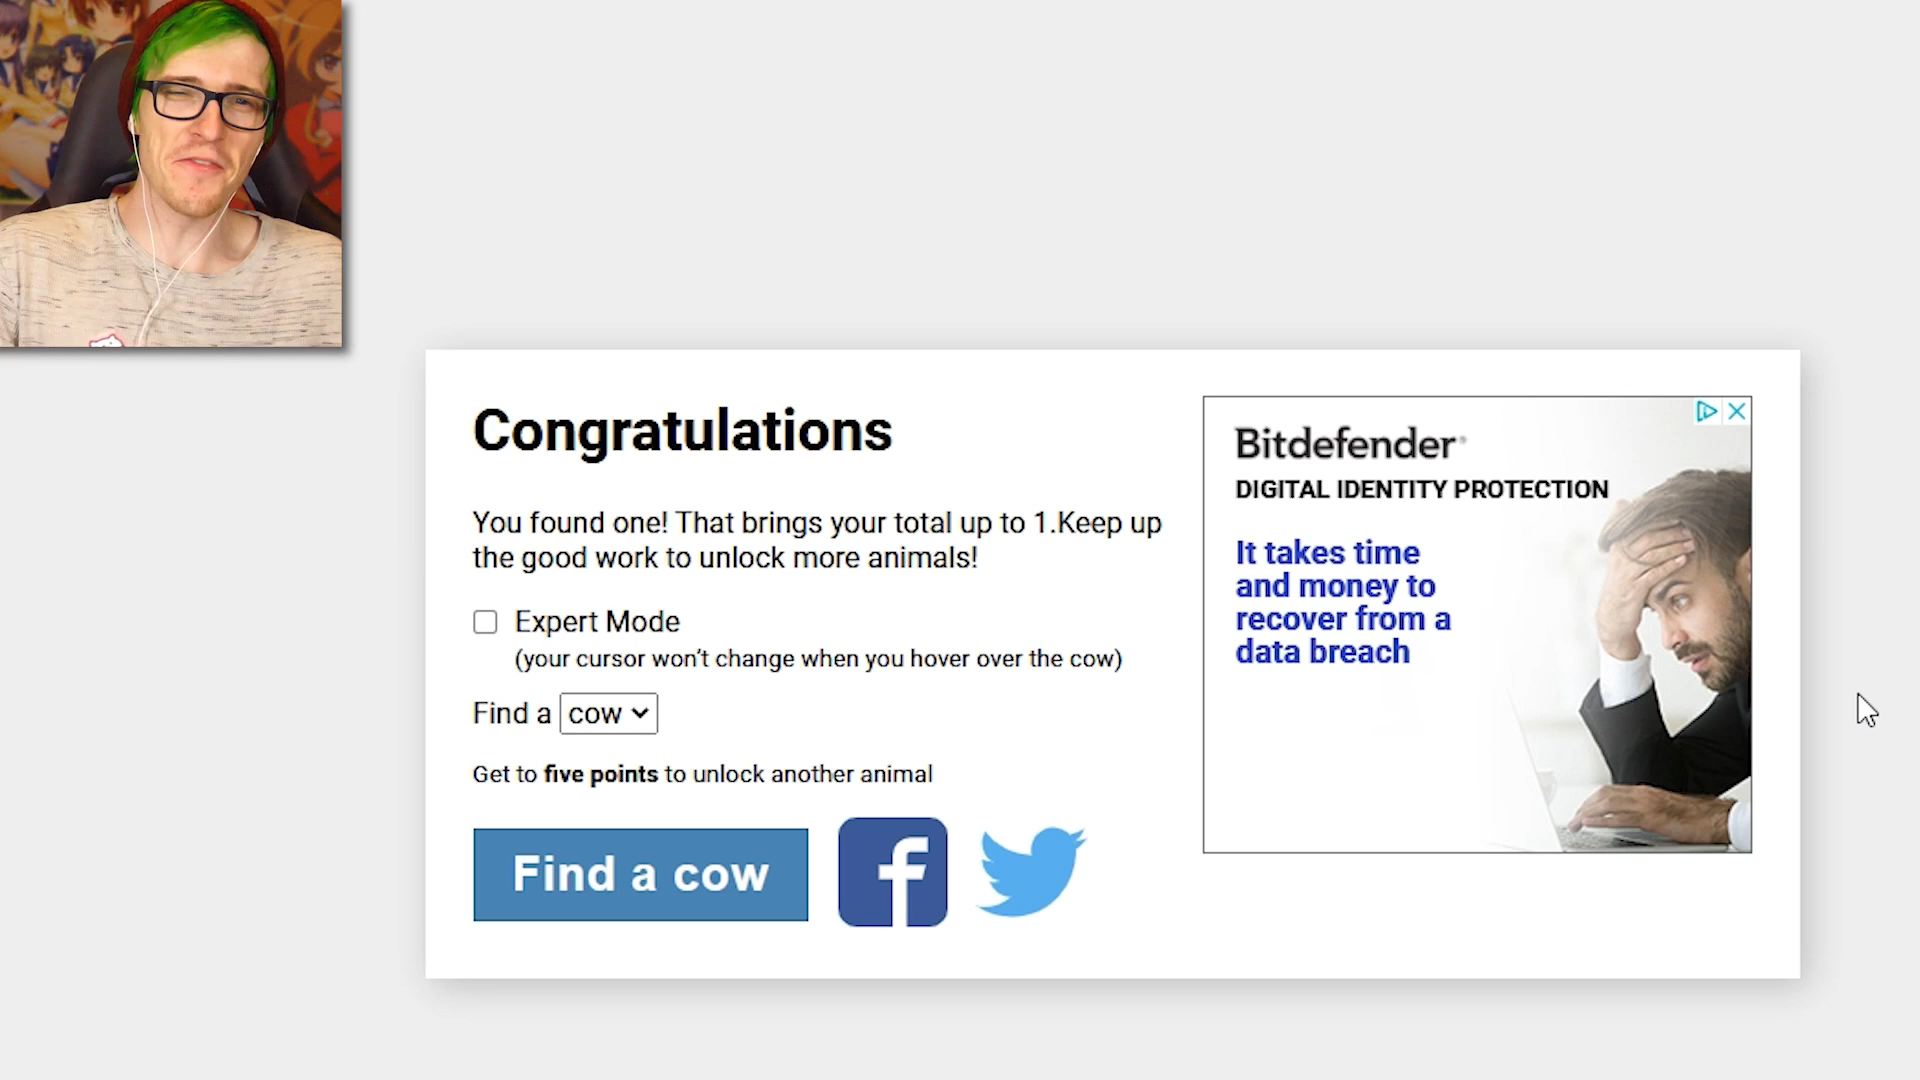 Congratulations
You found one! That brings your total up to 1.Keep up
the good work to unlock more animals!
Expert Mode
(your cursor won't change when you hover over the cow)
Find a cow
Get to five points to unlock another animal
Find a cow
Bitdefender
DIGITAL IDENTITY PROTECTION
It takes time
and money to
recover from a
data breach